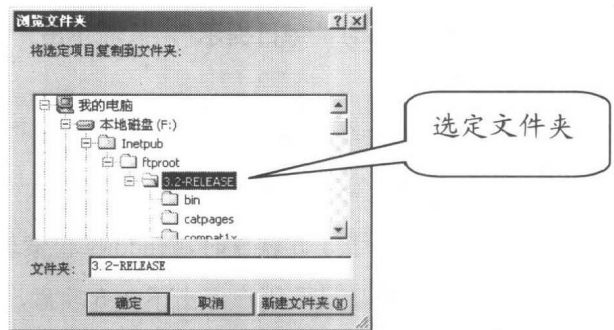 浏览文件夹
将选定项目复制到文件夹:
我的电脑
本地磁盘 (F:)
Inetpub
ftproot
3.2-RELEASE
选定文件夹
bin
catpages
compat1x
文件夹: 3.2-RELEASE
确定 取消 新建文件夹(M)